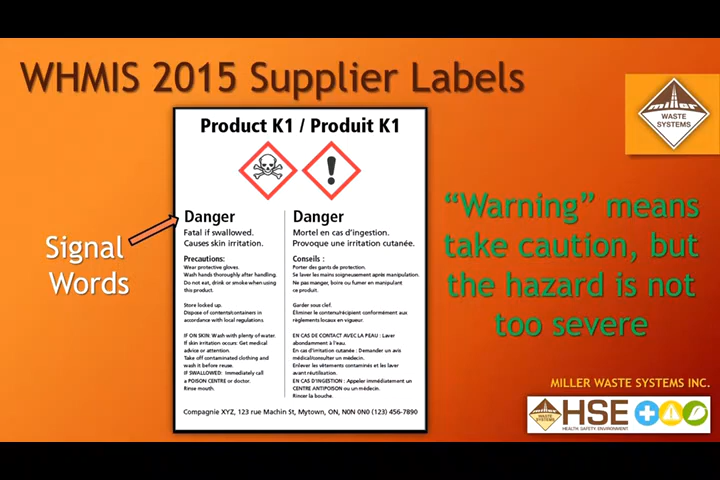 WHMIS 2015 Supplier Labels
miller
WASTE
SYSTEMS
Product K1 / Produit K1
Signal
Words
Danger
Fatal if swallowed.
Causes skin irritation.
Precautions:
Wear protective gloves.
Wash hands thoroughly after handling.
Do not eat, drink or smoke when using
this product.
Store locked up.
Dispose of contents/containers in
accordance with local regulations.
IF ON SKIN: Wash with plenty of water.
If skin irritation occurs: Get medical
advice or attention.
Take off contaminated clothing and
wash it before reuse.
IF SWALLOWED: Immediately call
a POISON CENTRE or doctor.
Rinse mouth.
Danger
Mortel en cas d'ingestion.
Provoque une irritation cutanée.
Conseils :
Porter des gants de protection.
Se laver les mains soigneusement après manipulation.
Ne pas manger, boire ou fumer en manipulant
ce produit.
Garder sous clef.
Éliminer le contenu/récipient conformément aux
règlements locaux en vigueur.
EN CAS DE CONTACT AVEC LA PEAU : Laver
abondamment à l'eau.
En cas d'irritation cutanée : Demander un avis
médical/consulter un médecin.
Enlever les vêtements contaminés et les laver
avant réutilisation.
EN CAS D'INGESTION : Appeler immédiatement un
CENTRE ANTIPOISON ou un médecin.
Rincer la bouche.
Compagnie XYZ, 123 rue Machin St, Mytown, ON, N0N 0N0 (123) 456-7890
“Warning” means
take caution, but
the hazard is not
too severe
MILLER WASTE SYSTEMS INC.
WASTE
SYSTEMS
HSE
HEALTH SAFETY ENVIRONMENT